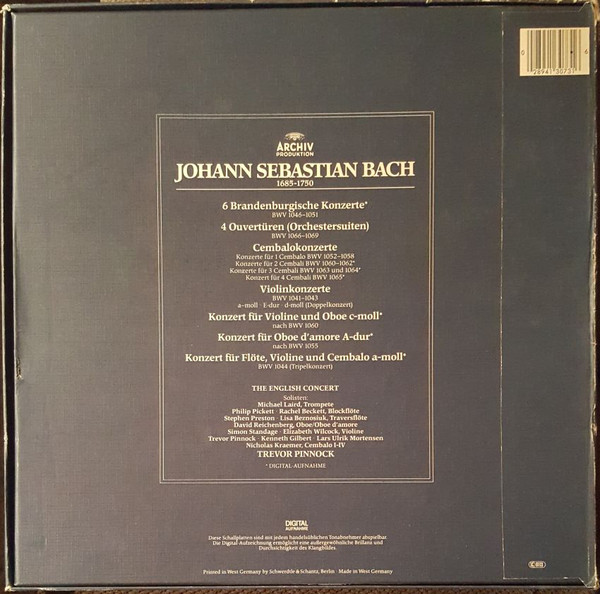 0 6
28941 30731
ARCHIV
PRODUKTION
JOHANN SEBASTIAN BACH
1685-1750
6 Brandenburgische Konzerte*
BWV 1046-1051
4 Ouvertüren (Orchestersuiten)
BWV 1066-1069
Cembalokonzerte
Konzerte für 1 Cembalo BWV 1052-1058
Konzerte für 2 Cembali BWV 1060-1062*
Konzerte für 3 Cembali BWV 1063 und 1064*
Konzert für 4 Cembali BWV 1065*
Violinkonzerte
BWV 1041-1043
a-moll · E-dur · d-moll (Doppelkonzert)
Konzert für Violine und Oboe c-moll*
nach BWV 1060
Konzert für Oboe d'amore A-dur*
nach BWV 1055
Konzert für Flöte, Violine und Cembalo a-moll*
BWV 1044 (Tripelkonzert)
THE ENGLISH CONCERT
Solisten:
Michael Laird, Trompete
Philip Pickett · Rachel Beckett, Blockflöte
Stephen Preston · Lisa Beznosiuk, Traversflöte
David Reichenberg, Oboe/Oboe d'amore
Simon Standage · Elizabeth Wilcock, Violine
Trevor Pinnock · Kenneth Gilbert · Lars Ulrik Mortensen
Nicholas Kraemer, Cembalo I-IV
TREVOR PINNOCK
* DIGITAL-AUFNAHME
DIGITAL
AUFNAHME
Diese Schallplatten sind mit jedem handelsüblichen Tonabnehmer abspielbar.
Die Digital-Aufzeichnung ermöglicht eine außergewöhnliche Brillanz und
Durchsichtigkeit des Klangbildes.
Printed in West Germany by Schwerdtle & Schantz, Berlin · Made in West Germany